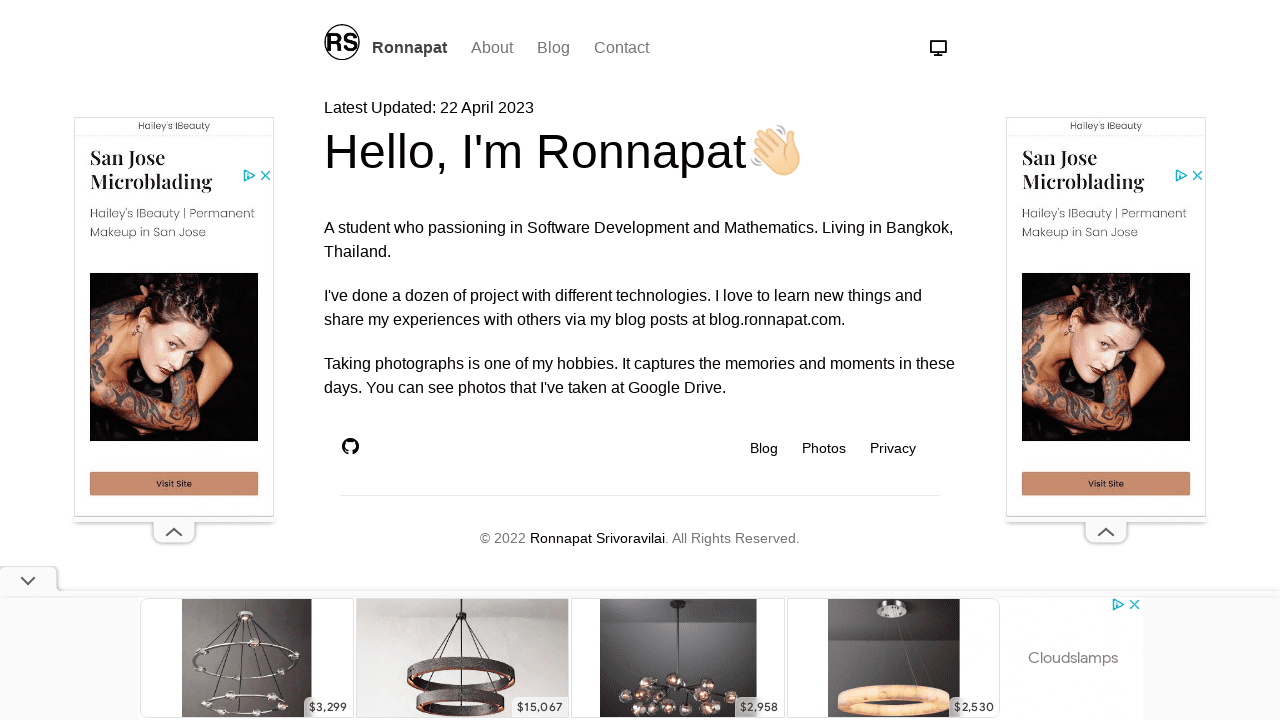 RS
Ronnapat About Blog Contact
Latest Updated: 22 April 2023
Hello, I'm Ronnapat
A student who passioning in Software Development and Mathematics. Living in Bangkok,
Thailand.
I've done a dozen of project with different technologies. I love to learn new things and
share my experiences with others via my blog posts at blog.ronnapat.com.
Taking photographs is one of my hobbies. It captures the memories and moments in these
days. You can see photos that I've taken at Google Drive.
Blog Photos Privacy
© 2022 Ronnapat Srivoravilai. All Rights Reserved.
Hailey's IBeauty
San Jose
Microblading
Hailey's IBeauty | Permanent
Makeup in San Jose
Visit Site
Hailey's IBeauty
San Jose
Microblading
Hailey's IBeauty | Permanent
Makeup in San Jose
Visit Site
$3,299
$15,067
$2,958
$2,530
Cloudslamps